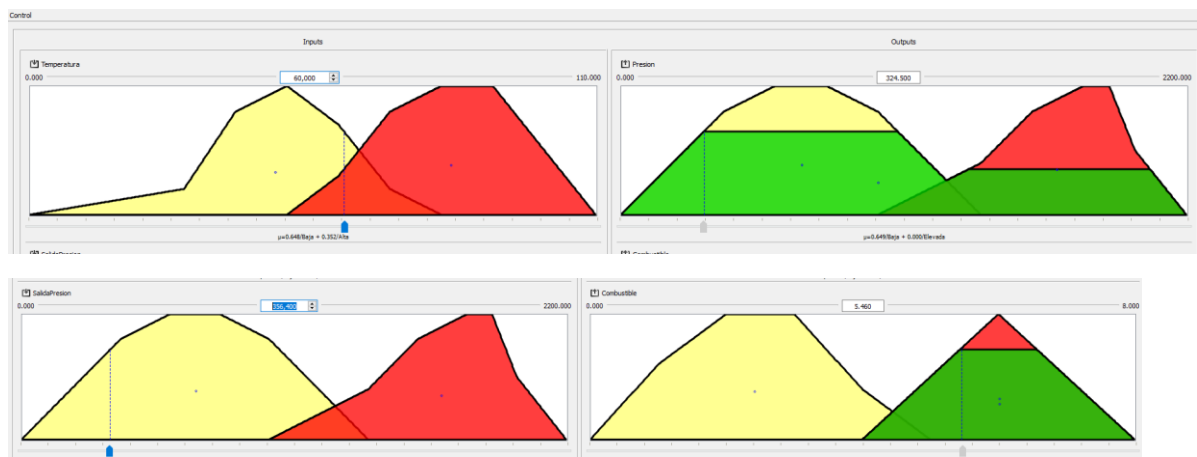 Control
Inputs
Outputs
Temperatura
0.000 60,000 110.000
Presion
0.000 324.500 2200.000
μ=0.648/Baja + 0.352/Alta
μ=0.649/Baja + 0.000/Elevada
SalidaPresion
Combustible
SalidaPresion
0.000 356,400 2200.000
Combustible
0.000 5.460 8.000